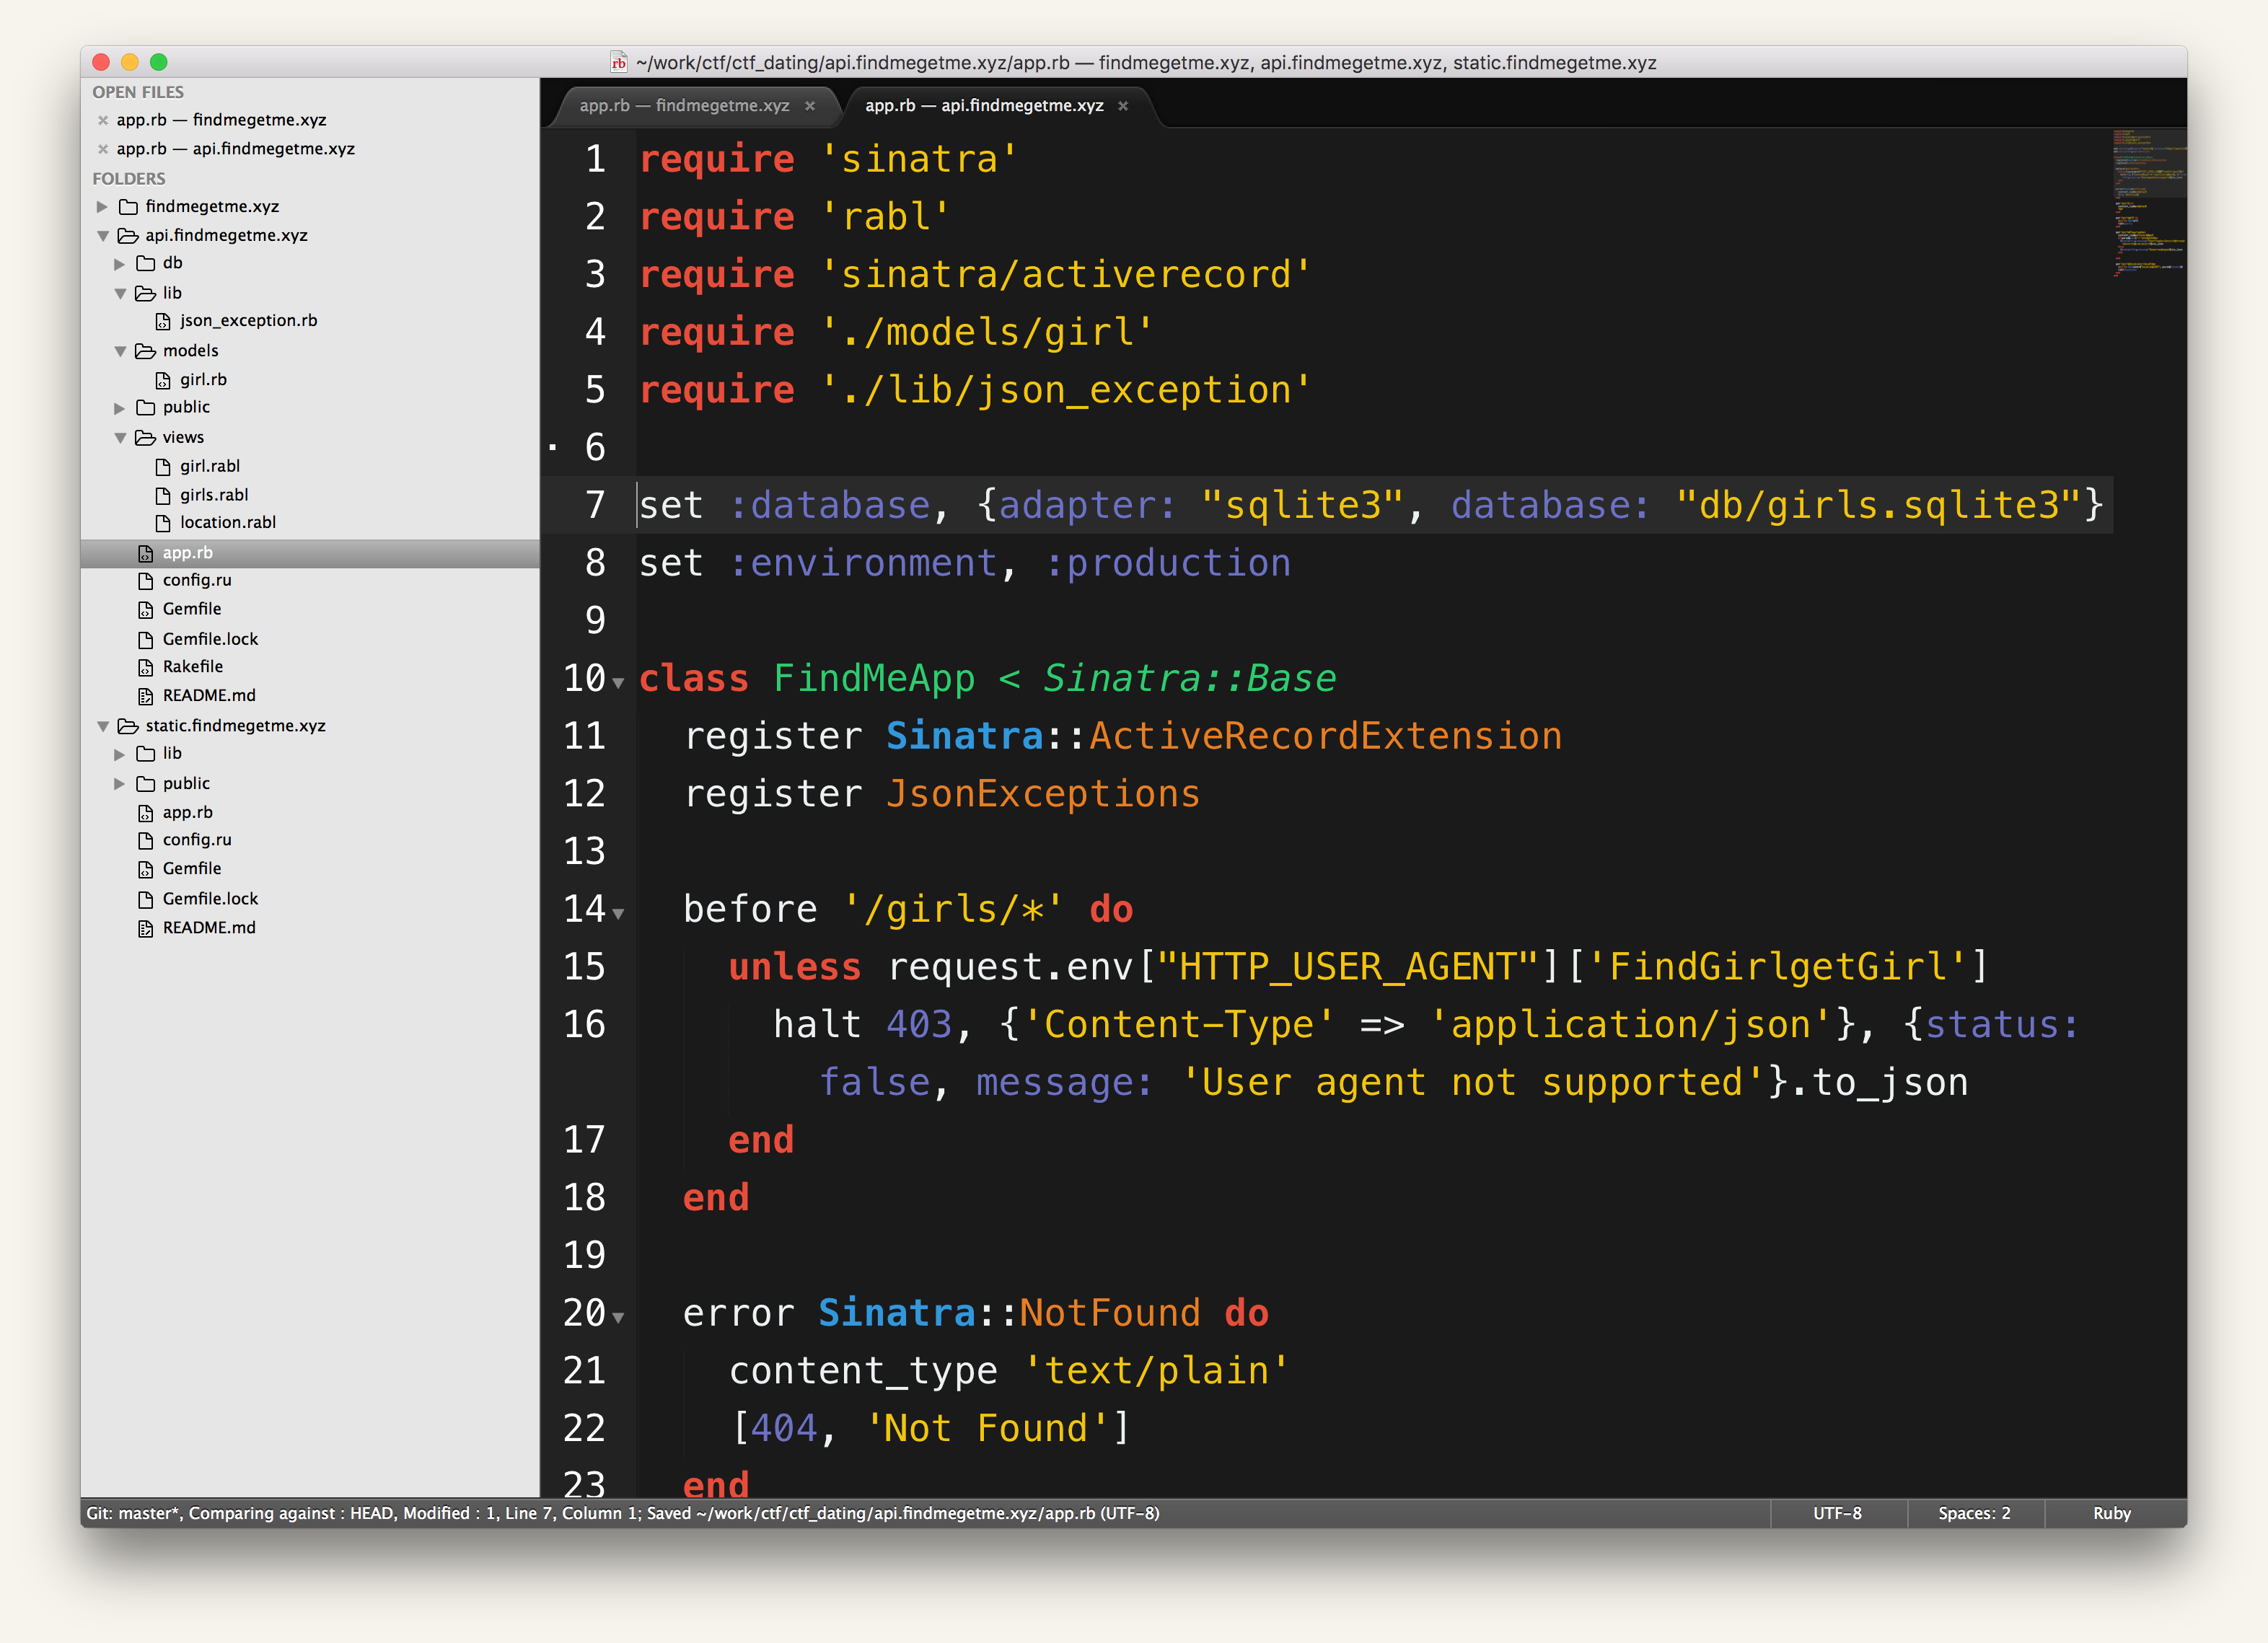 ~/work/ctf/ctf_dating/api.findmegetme.xyz/app.rb — findmegetme.xyz, api.findmegetme.xyz, static.findmegetme.xyz
OPEN FILES
app.rb — findmegetme.xyz
app.rb — api.findmegetme.xyz
FOLDERS
findmegetme.xyz
api.findmegetme.xyz
db
lib
json_exception.rb
models
girl.rb
public
views
girl.rabl
girls.rabl
location.rabl
app.rb
config.ru
Gemfile
Gemfile.lock
Rakefile
README.md
static.findmegetme.xyz
lib
public
app.rb
config.ru
Gemfile
Gemfile.lock
README.md
app.rb — findmegetme.xyz
app.rb — api.findmegetme.xyz
1 require 'sinatra'
2 require 'rabl'
3 require 'sinatra/activerecord'
4 require './models/girl'
5 require './lib/json_exception'
6
7 set :database, {adapter: "sqlite3", database: "db/girls.sqlite3"}
8 set :environment, :production
9
10 class FindMeApp < Sinatra::Base
11 register Sinatra::ActiveRecordExtension
12 register JsonExceptions
13
14 before '/girls/*' do
15 unless request.env["HTTP_USER_AGENT"]['FindGirlgetGirl']
16 halt 403, {'Content-Type' => 'application/json'}, {status:
false, message: 'User agent not supported'}.to_json
17 end
18 end
19
20 error Sinatra::NotFound do
21 content_type 'text/plain'
22 [404, 'Not Found']
23 end
Git: master*, Comparing against : HEAD, Modified : 1, Line 7, Column 1; Saved ~/work/ctf/ctf_dating/api.findmegetme.xyz/app.rb (UTF-8)
UTF-8
Spaces: 2
Ruby